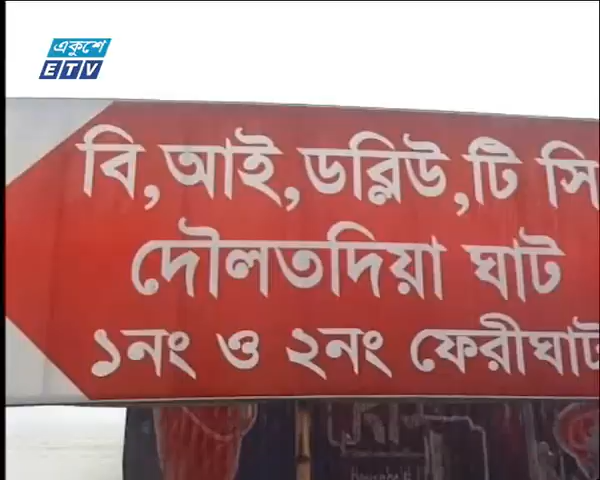 একুশে
ETV
বি,আই,ডব্লিউ,টি সি
দৌলতদিয়া ঘাট
১নং ও ২নং ফেরীঘাট